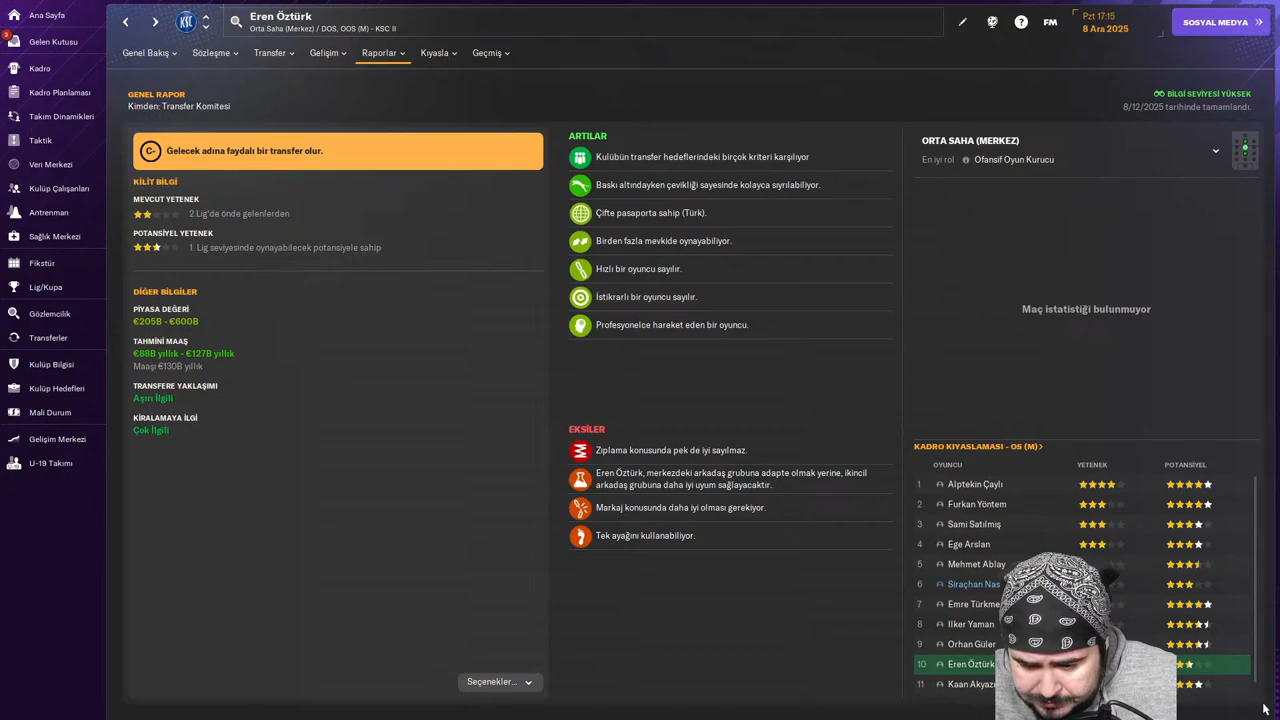 Ana Sayfa
3
Gelen Kutusu
Kadro
Kadro Planlaması
Takım Dinamikleri
Taktik
Veri Merkezi
Kulüp Çalışanları
Antrenman
Sağlık Merkezi
Fikstür
Lig/Kupa
Gözlemcilik
Transferler
Kulüp Bilgisi
Kulüp Hedefleri
Mali Durum
Gelişim Merkezi
U-19 Takımı
KSC
Eren Öztürk
Orta Saha (Merkez) / DOS, OOS (M) - KSC II
FM
Pzt 17:15
8 Ara 2025
SOSYAL MEDYA
Genel Bakış
Sözleşme
Transfer
Gelişim
Raporlar
Kıyasla
Geçmiş
GENEL RAPOR
Kimden: Transfer Komitesi
BİLGİ SEVİYESİ YÜKSEK
8/12/2025 tarihinde tamamlandı.
C- Gelecek adına faydalı bir transfer olur.
KİLİT BİLGİ
MEVCUT YETENEK
2.Lig'de önde gelenlerden
POTANSİYEL YETENEK
1. Lig seviyesinde oynayabilecek potansiyele sahip
DİĞER BİLGİLER
PİYASA DEĞERİ
€205B - €600B
TAHMİNİ MAAŞ
€88B yıllık - €127B yıllık
Maaşı €130B yıllık
TRANSFERE YAKLAŞIMI
Aşırı İlgili
KİRALAMAYA İLGİ
Çok İlgili
Seçenekler...
ARTILAR
Kulübün transfer hedeflerindeki birçok kriteri karşılıyor
Baskı altındayken çevikliği sayesinde kolayca sıyrılabiliyor.
Çifte pasaporta sahip (Türk).
Birden fazla mevkide oynayabiliyor.
Hızlı bir oyuncu sayılır.
İstikrarlı bir oyuncu sayılır.
Profesyonelce hareket eden bir oyuncu.
EKSİLER
Zıplama konusunda pek de iyi sayılmaz.
Eren Öztürk, merkezdeki arkadaş grubuna adapte olmak yerine, ikincil
arkadaş grubuna daha iyi uyum sağlayacaktır.
Markaj konusunda daha iyi olması gerekiyor.
Tek ayağını kullanabiliyor.
ORTA SAHA (MERKEZ)
En iyi rol Ofansif Oyun Kurucu
Maç istatistiği bulunmuyor
KADRO KIYASLAMASI - OS (M)
OYUNCU YETENEK POTANSİYEL
1 Alptekin Çaylı
2 Furkan Yöntem
3 Sami Satılmış
4 Ege Arslan
5 Mehmet Ablay
6 Siraçhan Nas
7 Emre Türkme
8 Ilker Yaman
9 Orhan Güler
10 Eren Öztürk
11 Kaan Akyazı